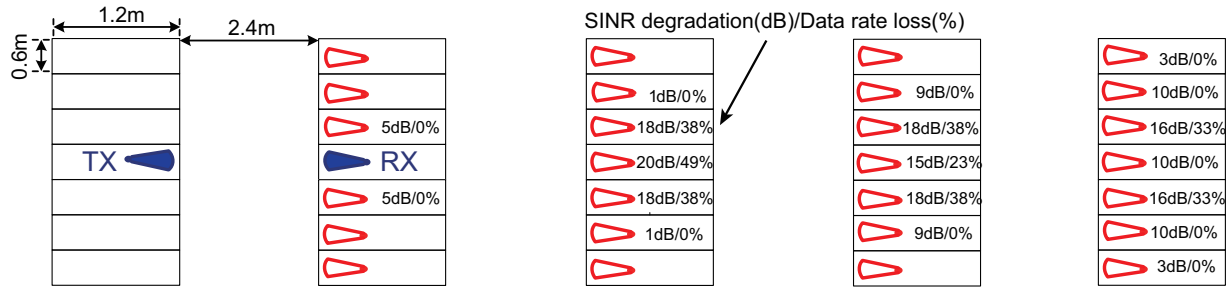 1.2m
2.4m
0.6m
SINR degradation(dB)/Data rate loss(%)
3dB/0%
1dB/0%
9dB/0%
10dB/0%
5dB/0%
18dB/38%
18dB/38%
16dB/33%
TX
RX
20dB/49%
15dB/23%
10dB/0%
5dB/0%
18dB/38%
18dB/38%
16dB/33%
1dB/0%
9dB/0%
10dB/0%
3dB/0%